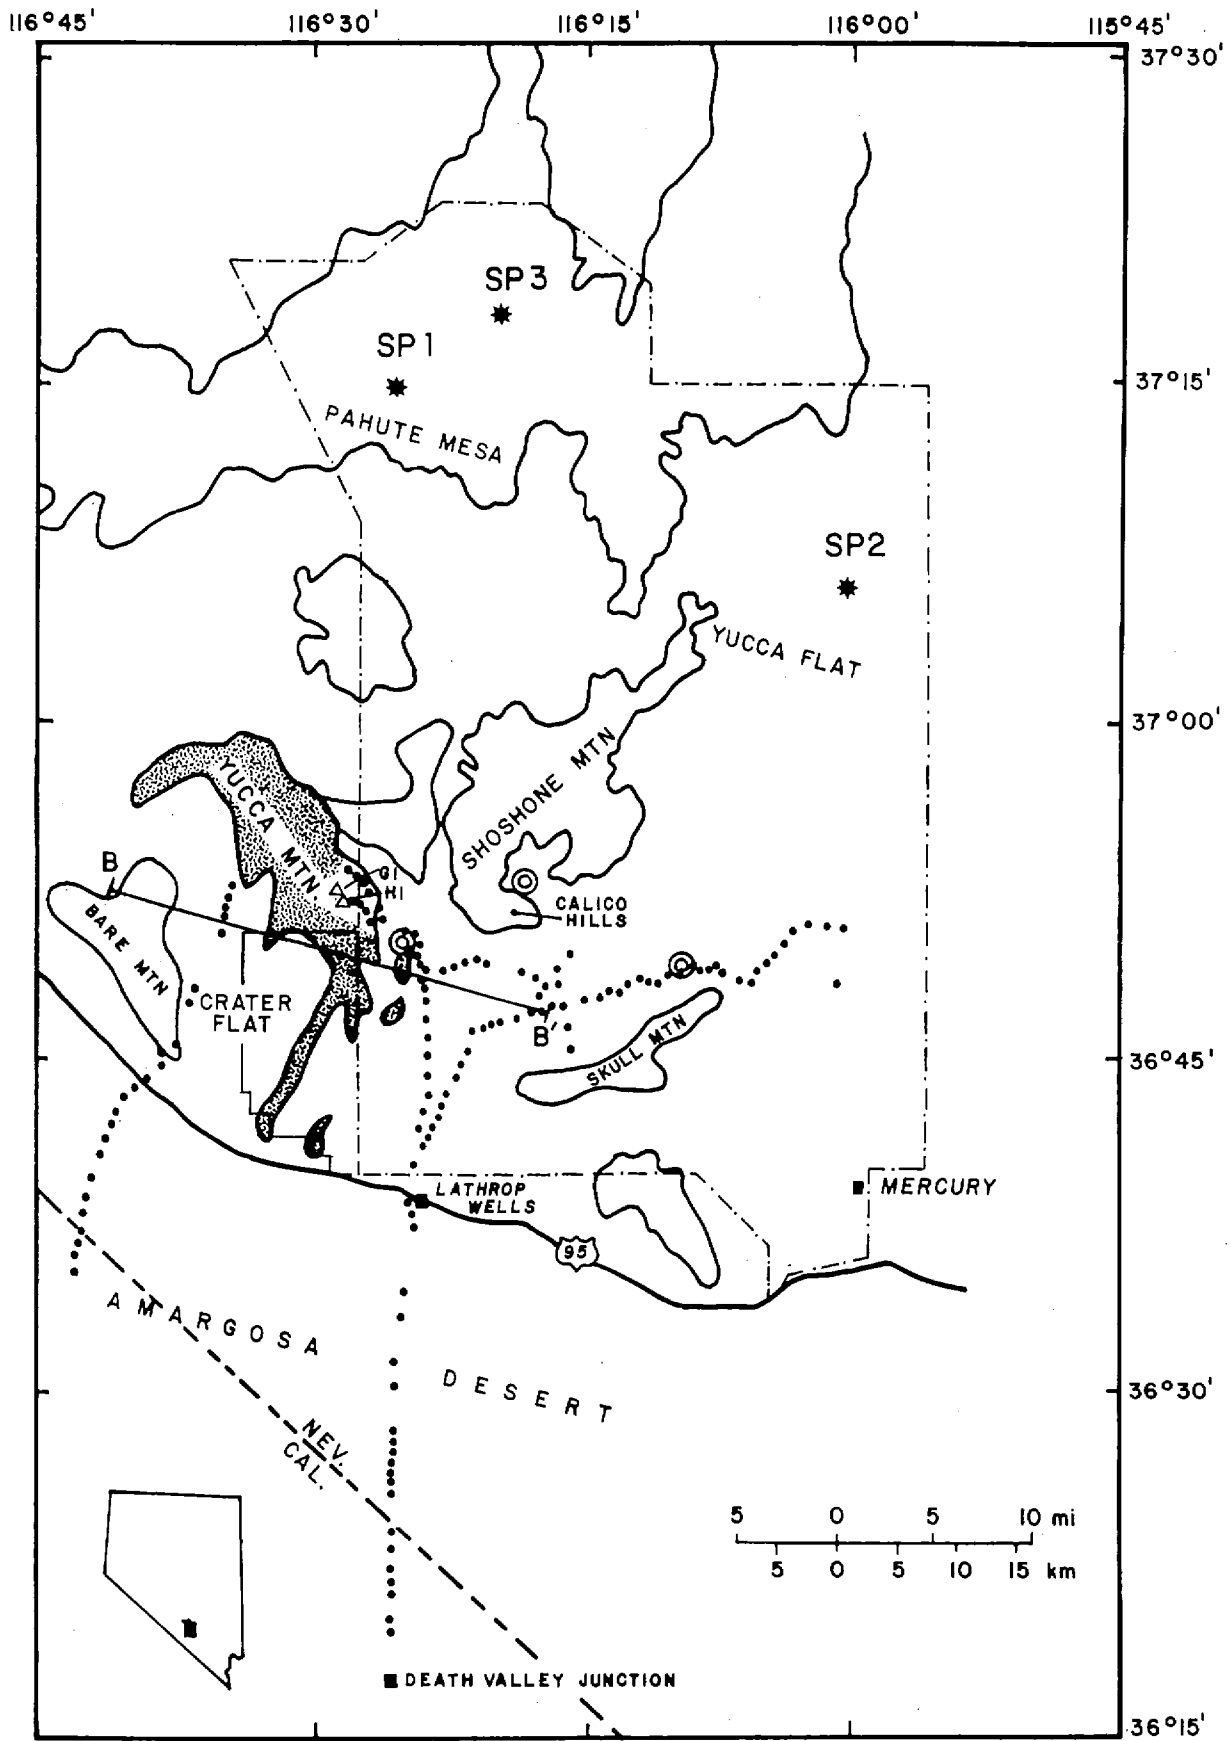 116°45' 116°30' 116°15' 116°00' 115°45'
37°30'
SP3
SP1
37°15'
PAHUTE MESA
SP2
YUCCA FLAT
37°00'
YUCCA MTN.
SHOSHONE MTN
B
G1
H1
CALICO
HILLS
BARE MTN
CRATER
FLAT
B'
SKULL MTN
36°45'
LATHROP
WELLS
MERCURY
95
AMARGOSA
DESERT
36°30'
NEV.
CAL.
5 0 5 10 mi
5 0 5 10 15 km
DEATH VALLEY JUNCTION
36°15'